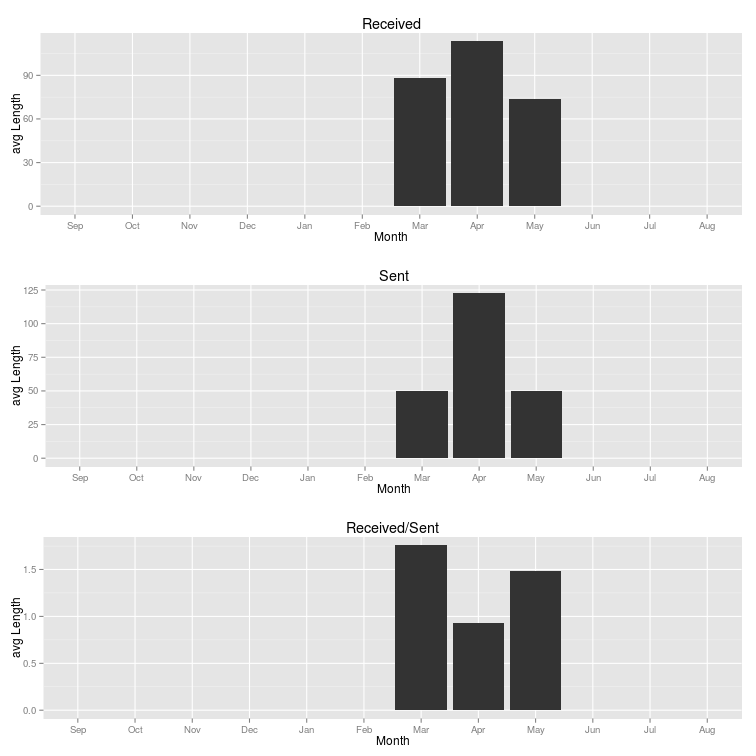 Received
avg Length
90
60
30
0
Sep Oct Nov Dec Jan Feb Mar Apr May Jun Jul Aug
Month
Sent
avg Length
125
100
75
50
25
0
Sep Oct Nov Dec Jan Feb Mar Apr May Jun Jul Aug
Month
Received/Sent
avg Length
1.5
1.0
0.5
0.0
Sep Oct Nov Dec Jan Feb Mar Apr May Jun Jul Aug
Month